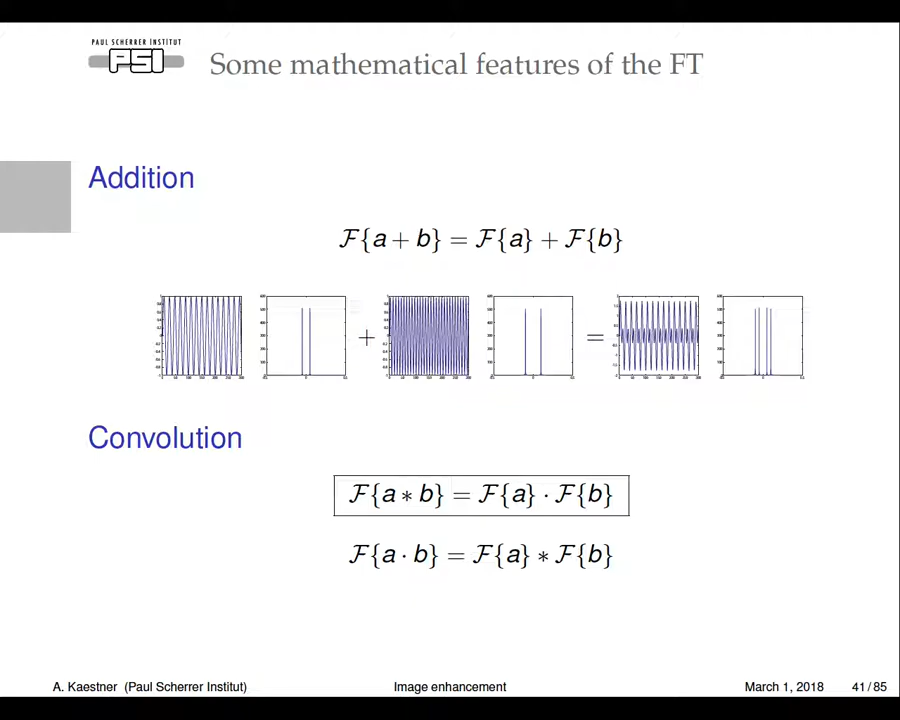 PAUL SCHERRER INSTITUT
PSI
Some mathematical features of the FT
Addition
ℱ{a + b} = ℱ{a} + ℱ{b}
+ =
Convolution
ℱ{a ∗ b} = ℱ{a} · ℱ{b}
ℱ{a · b} = ℱ{a} ∗ ℱ{b}
A. Kaestner (Paul Scherrer Institut) Image enhancement March 1, 2018 41 / 85